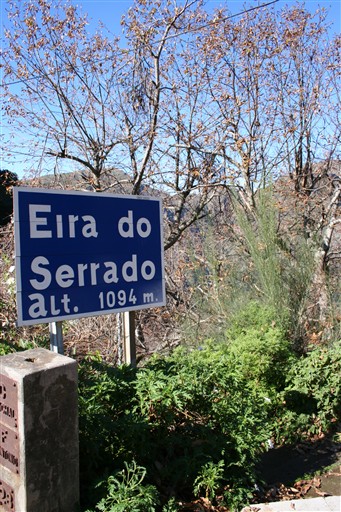 Eira do
Serrado
alt. 1094 m.